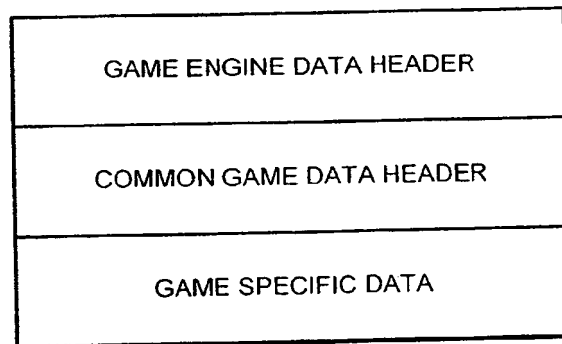 GAME ENGINE DATA HEADER
COMMON GAME DATA HEADER
GAME SPECIFIC DATA